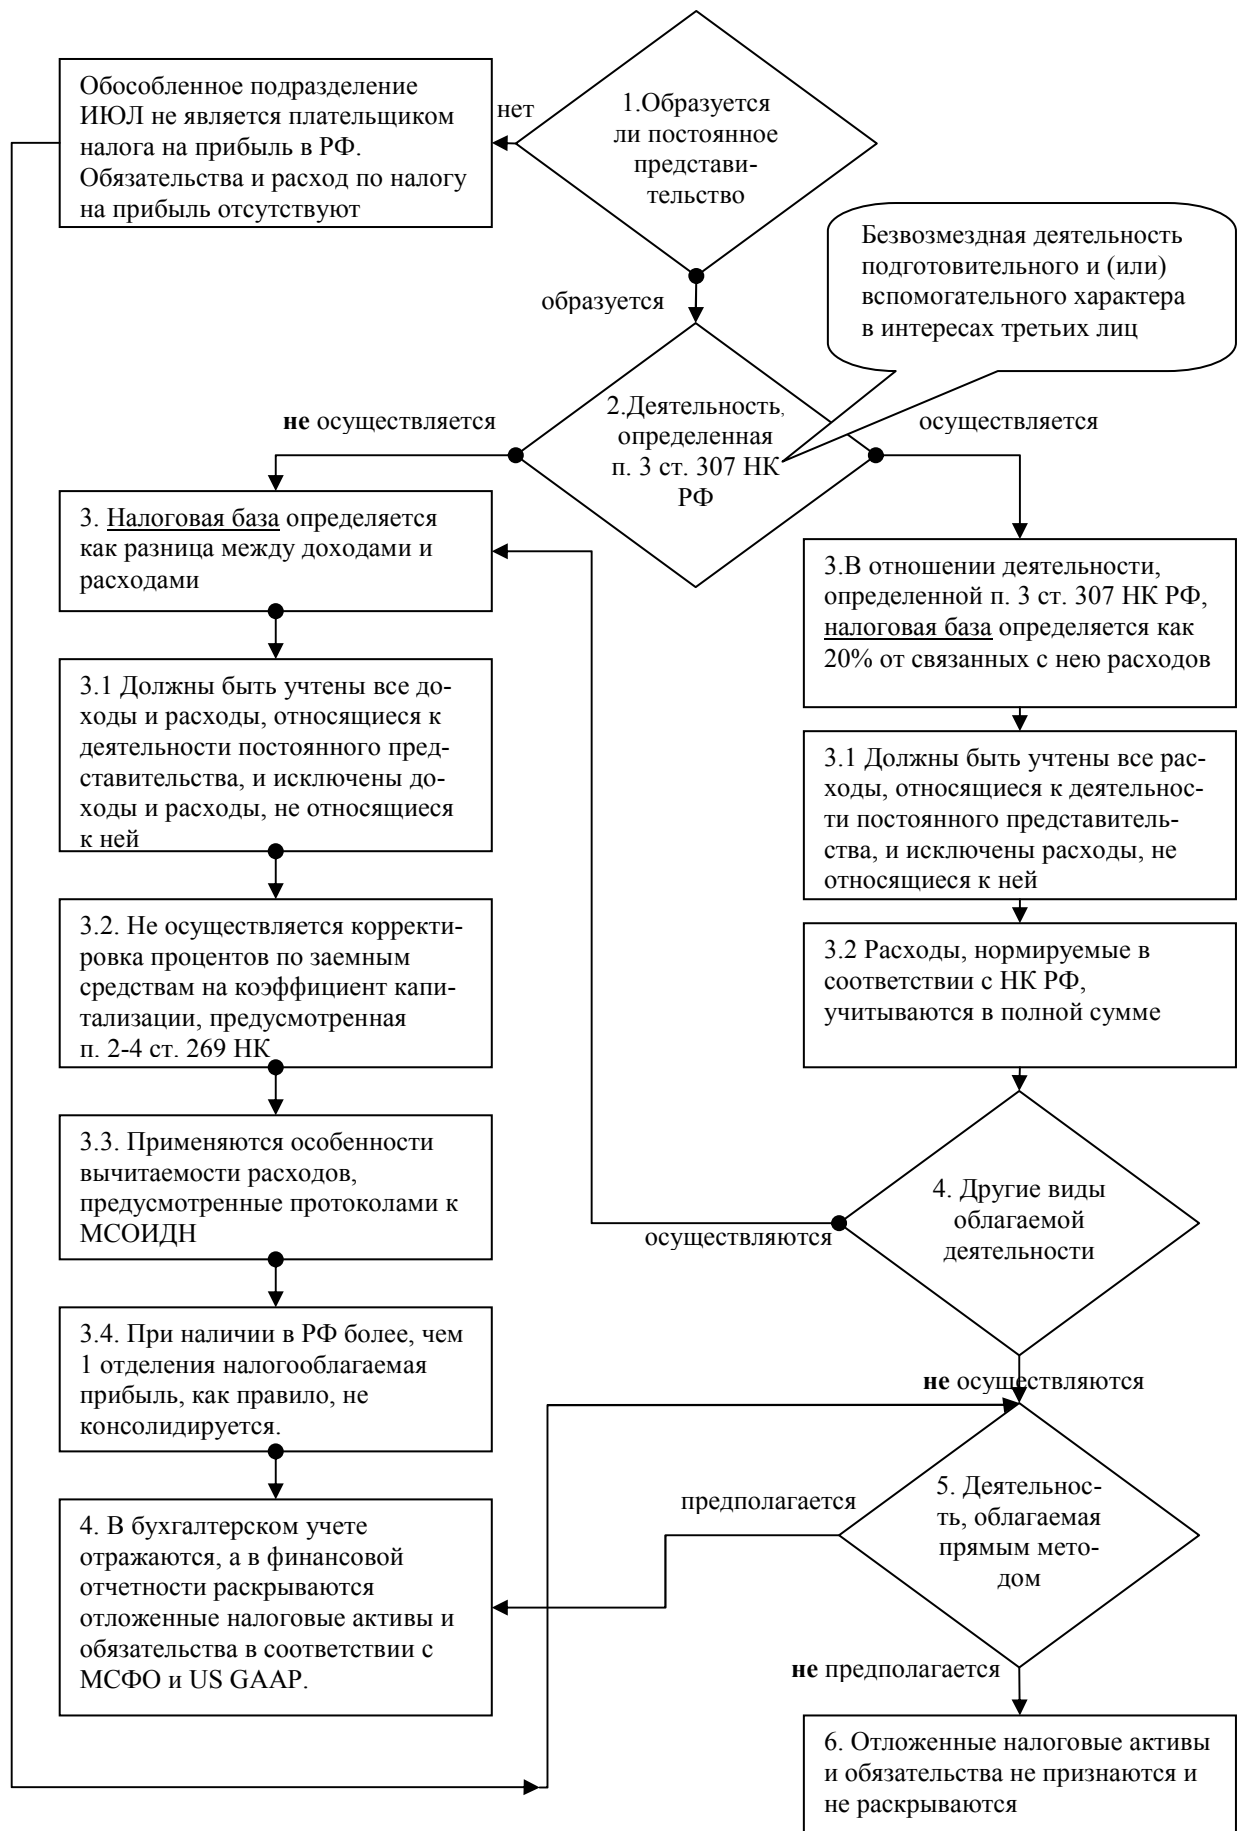 Обособленное подразделение
ИЮЛ не является плательщиком
налога на прибыль в РФ.
Обязательства и расход по налогу
на прибыль отсутствуют
нет
1.Образуется
ли постоянное
представи-
тельство
образуется
Безвозмездная деятельность
подготовительного и (или)
вспомогательного характера
в интересах третьих лиц
2.Деятельность,
определенная
п. 3 ст. 307 НК
РФ
не осуществляется
осуществляется
3. Налоговая база определяется
как разница между доходами и
расходами
3.1 Должны быть учтены все до-
ходы и расходы, относящиеся к
деятельности постоянного пред-
ставительства, и исключены до-
ходы и расходы, не относящиеся
к ней
3.2. Не осуществляется коррект-
ировка процентов по заемным
средствам на коэффициент капи-
тализации, предусмотренная
п. 2-4 ст. 269 НК
3.3. Применяются особенности
вычитаемости расходов,
предусмотренные протоколами к
МСОИДН
3.4. При наличии в РФ более, чем
1 отделения налогооблагаемая
прибыль, как правило, не
консолидируется.
4. В бухгалтерском учете
отражаются, а в финансовой
отчетности раскрываются
отложенные налоговые активы и
обязательства в соответствии с
МСФО и US GAAP.
3.В отношении деятельности,
определенной п. 3 ст. 307 НК РФ,
налоговая база определяется как
20% от связанных с нею расходов
3.1 Должны быть учтены все рас-
ходы, относящиеся к деятельнос-
ти постоянного представитель-
ства, и исключены расходы, не
относящиеся к ней
3.2 Расходы, нормируемые в
соответствии с НК РФ,
учитываются в полной сумме
4. Другие виды
облагаемой
деятельности
осуществляются
не осуществляются
5. Деятельнос-
ть, облагаемая
прямым мето-
дом
предполагается
не предполагается
6. Отложенные налоговые активы
и обязательства не признаются и
не раскрываются